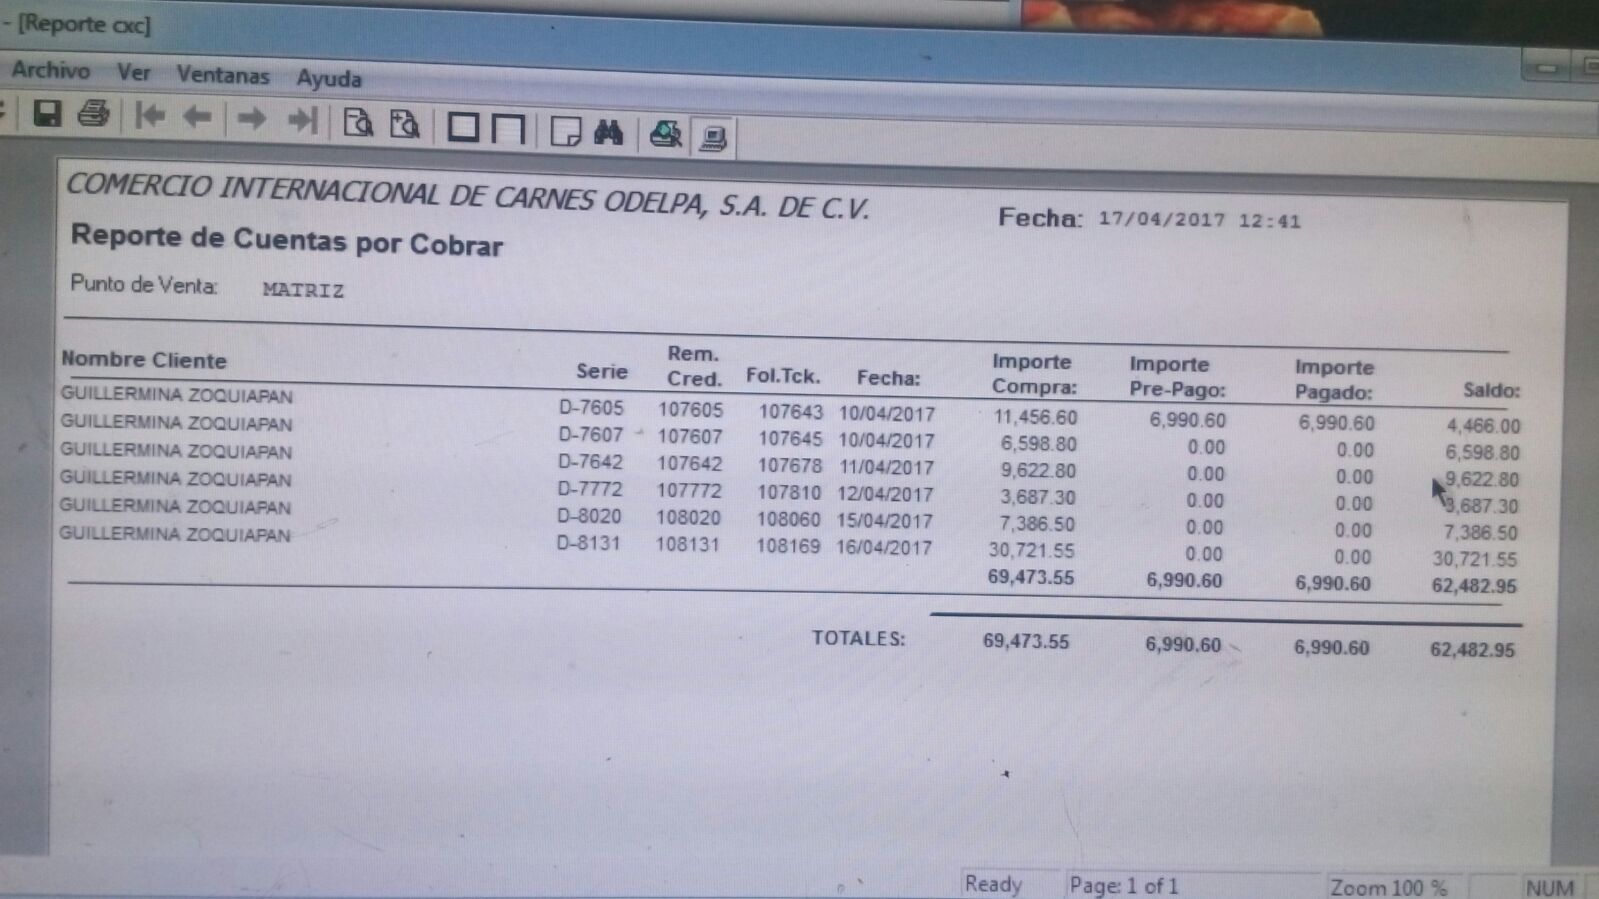 - [Reporte cxc]
Archivo Ver Ventanas Ayuda
COMERCIO INTERNACIONAL DE CARNES ODELPA, S.A. DE C.V.
Fecha: 17/04/2017 12:41
Reporte de Cuentas por Cobrar
Punto de Venta: MATRIZ
Nombre Cliente Serie Rem. Cred. Fol.Tck. Fecha: Importe Compra: Importe Pre-Pago: Importe Pagado: Saldo:
GUILLERMINA ZOQUIAPAN D-7605 107605 107643 10/04/2017 11,456.60 6,990.60 6,990.60 4,466.00
GUILLERMINA ZOQUIAPAN D-7607 107607 107645 10/04/2017 6,598.80 0.00 0.00 6,598.80
GUILLERMINA ZOQUIAPAN D-7642 107642 107678 11/04/2017 9,622.80 0.00 0.00 9,622.80
GUILLERMINA ZOQUIAPAN D-7772 107772 107810 12/04/2017 3,687.30 0.00 0.00 3,687.30
GUILLERMINA ZOQUIAPAN D-8020 108020 108060 15/04/2017 7,386.50 0.00 0.00 7,386.50
GUILLERMINA ZOQUIAPAN D-8131 108131 108169 16/04/2017 30,721.55 0.00 0.00 30,721.55
69,473.55 6,990.60 6,990.60 62,482.95
TOTALES: 69,473.55 6,990.60 6,990.60 62,482.95
Ready Page: 1 of 1 Zoom 100 % NUM